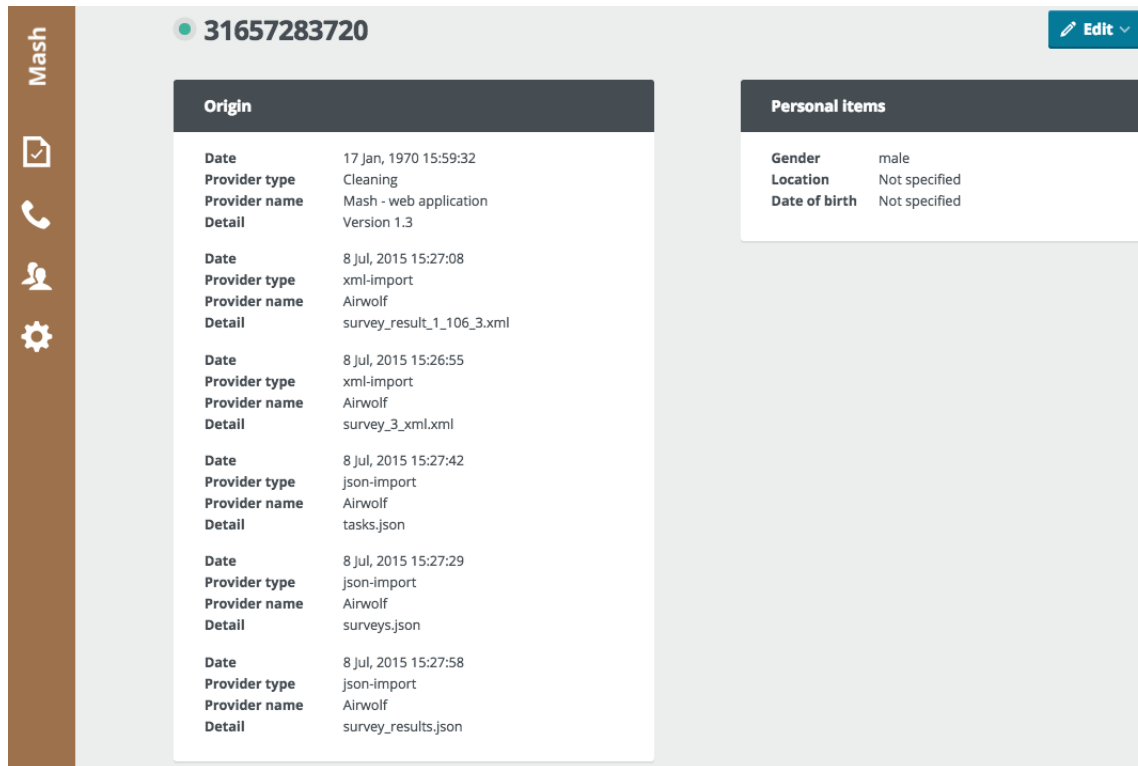 Mash
31657283720
Edit
Origin
Date 17 Jan, 1970 15:59:32
Provider type Cleaning
Provider name Mash - web application
Detail Version 1.3
Date 8 Jul, 2015 15:27:08
Provider type xml-import
Provider name Airwolf
Detail survey_result_1_106_3.xml
Date 8 Jul, 2015 15:26:55
Provider type xml-import
Provider name Airwolf
Detail survey_3_xml.xml
Date 8 Jul, 2015 15:27:42
Provider type json-import
Provider name Airwolf
Detail tasks.json
Date 8 Jul, 2015 15:27:29
Provider type json-import
Provider name Airwolf
Detail surveys.json
Date 8 Jul, 2015 15:27:58
Provider type json-import
Provider name Airwolf
Detail survey_results.json
Personal items
Gender male
Location Not specified
Date of birth Not specified